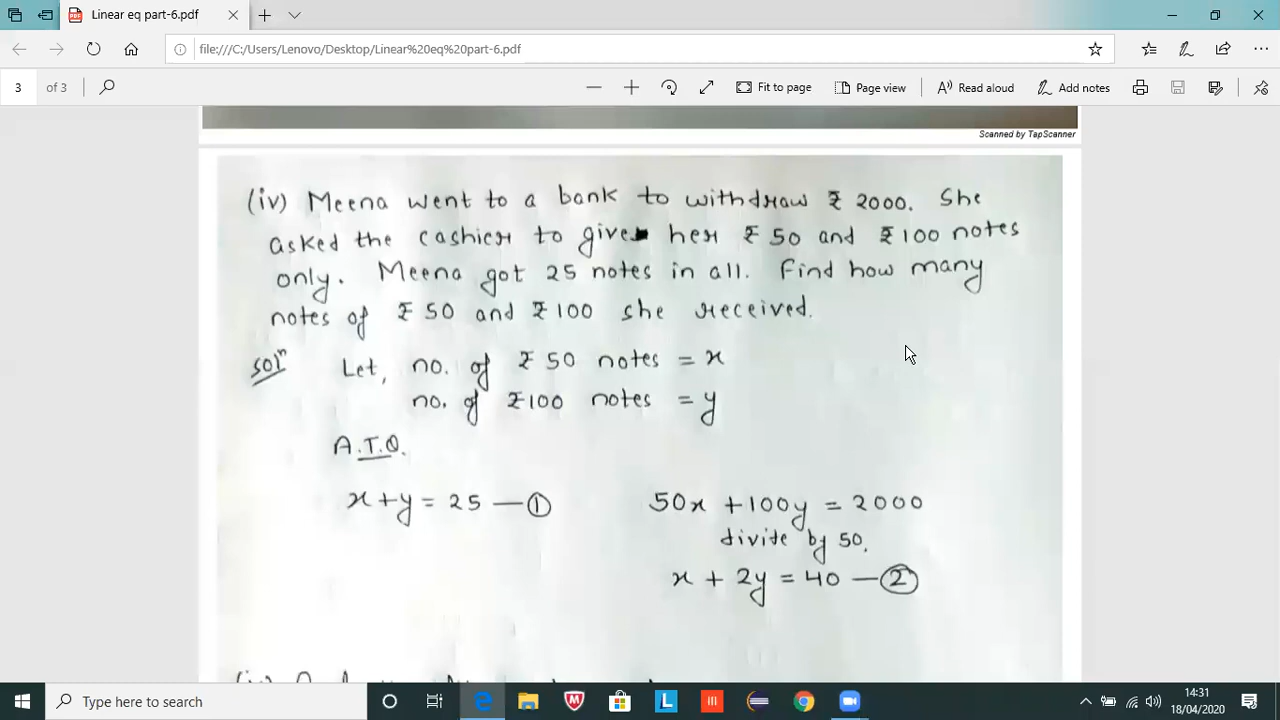 Linear eq part-6.pdf
file:///C:/Users/Lenovo/Desktop/Linear%20eq%20part-6.pdf
3 of 3 Fit to page Page view Read aloud Add notes
Scanned by TapScanner
(iv) Meena went to a bank to withdraw ₹ 2000. She
asked the cashier to give her ₹ 50 and ₹ 100 notes
only. Meena got 25 notes in all. Find how many
notes of ₹ 50 and ₹ 100 she received.
Solⁿ Let, no. of ₹ 50 notes = x
no. of ₹ 100 notes = y
A.T.Q.
x + y = 25 — ① 50x + 100y = 2000
divite by 50.
x + 2y = 40 — ②
Type here to search
14:31
18/04/2020